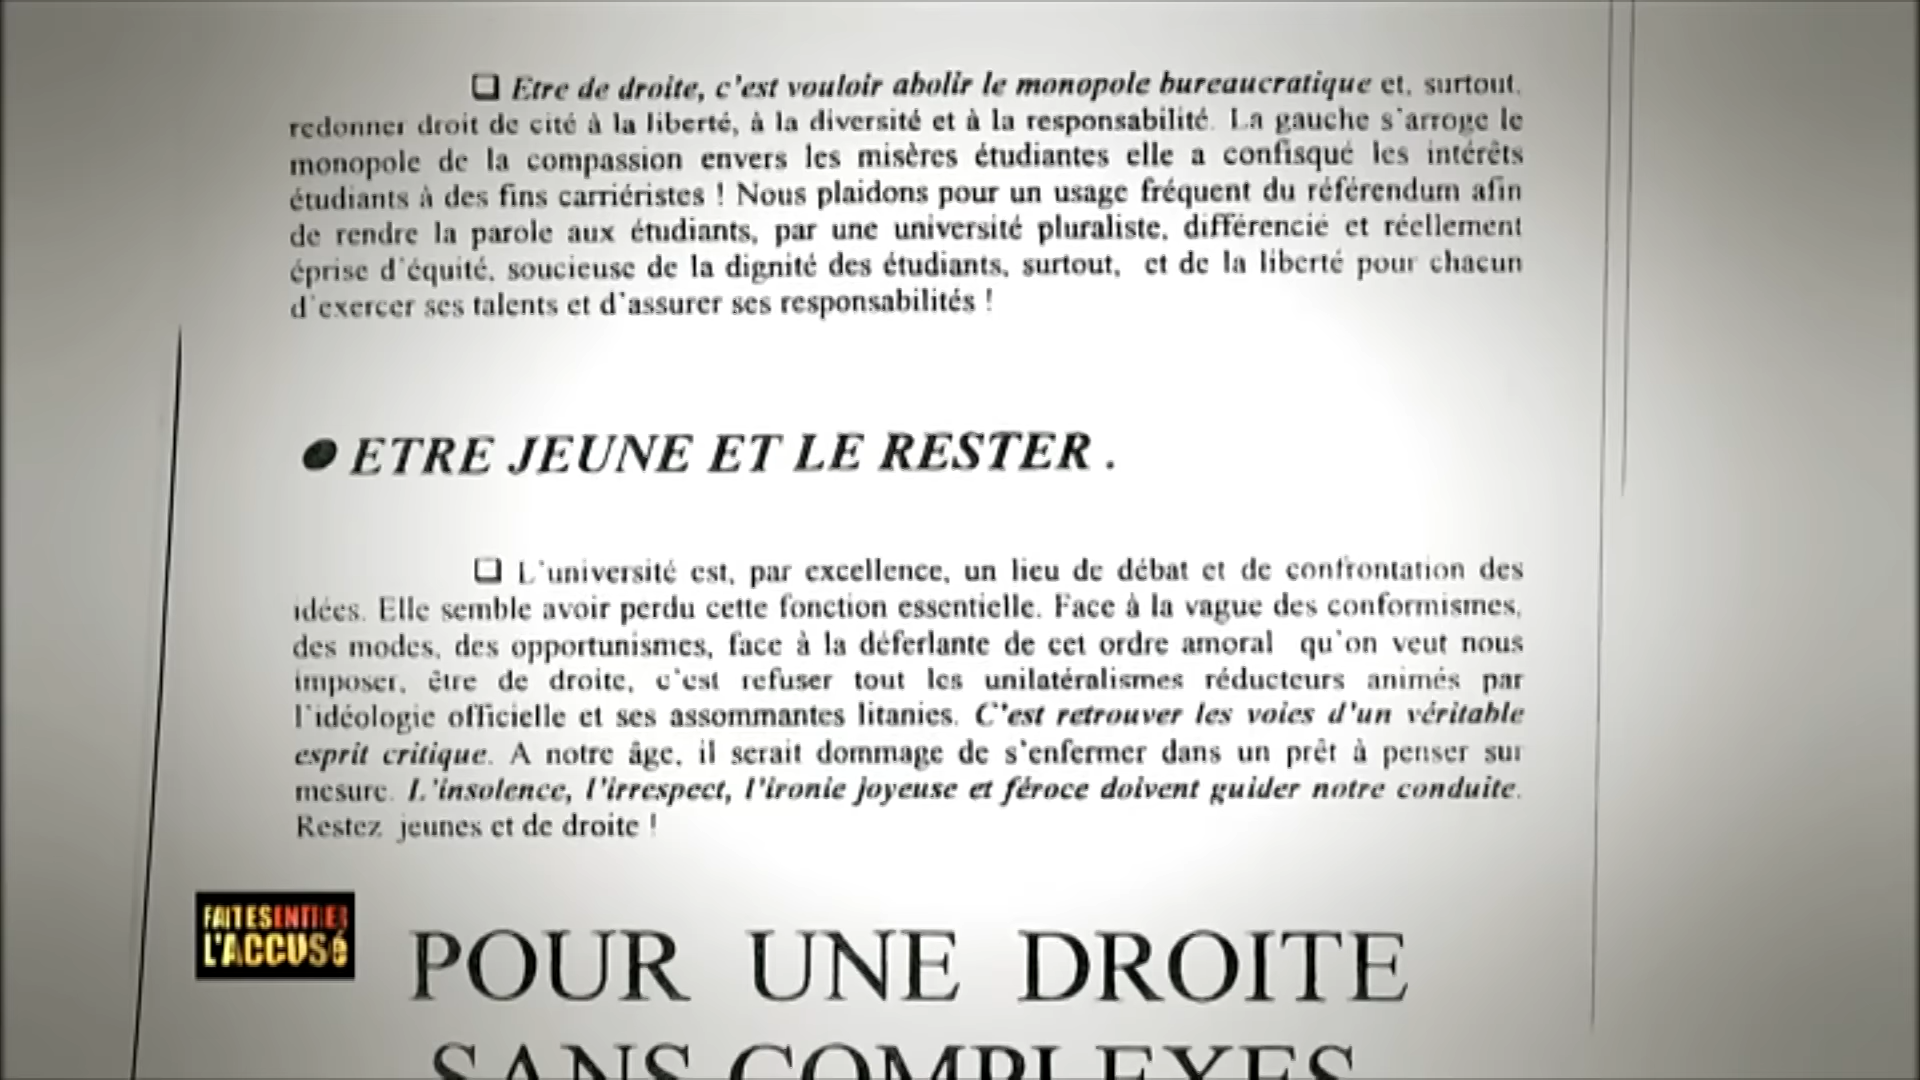 ❑ Etre de droite, c'est vouloir abolir le monopole bureaucratique et, surtout,
redonner droit de cité à la liberté, à la diversité et à la responsabilité. La gauche s'arroge le
monopole de la compassion envers les misères étudiantes elle a confisqué les intérêts
étudiants à des fins carriéristes ! Nous plaidons pour un usage fréquent du référendum afin
de rendre la parole aux étudiants, par une université pluraliste, différencié et réellement
éprise d'équité, soucieuse de la dignité des étudiants, surtout, et de la liberté pour chacun
d'exercer ses talents et d'assurer ses responsabilités !
● ETRE JEUNE ET LE RESTER .
❑ L'université est, par excellence, un lieu de débat et de confrontation des
idées. Elle semble avoir perdu cette fonction essentielle. Face à la vague des conformismes,
des modes, des opportunismes, face à la déferlante de cet ordre amoral qu'on veut nous
imposer, être de droite, c'est refuser tout les unilatéralismes réducteurs animés par
l'idéologie officielle et ses assommantes litanies. C'est retrouver les voies d'un véritable
esprit critique. A notre âge, il serait dommage de s'enfermer dans un prêt à penser sur
mesure. L'insolence, l'irrespect, l'ironie joyeuse et féroce doivent guider notre conduite.
Restez jeunes et de droite !
FAITES ENTRER
L'ACCUSé
POUR UNE DROITE
SANS COMPLEXES